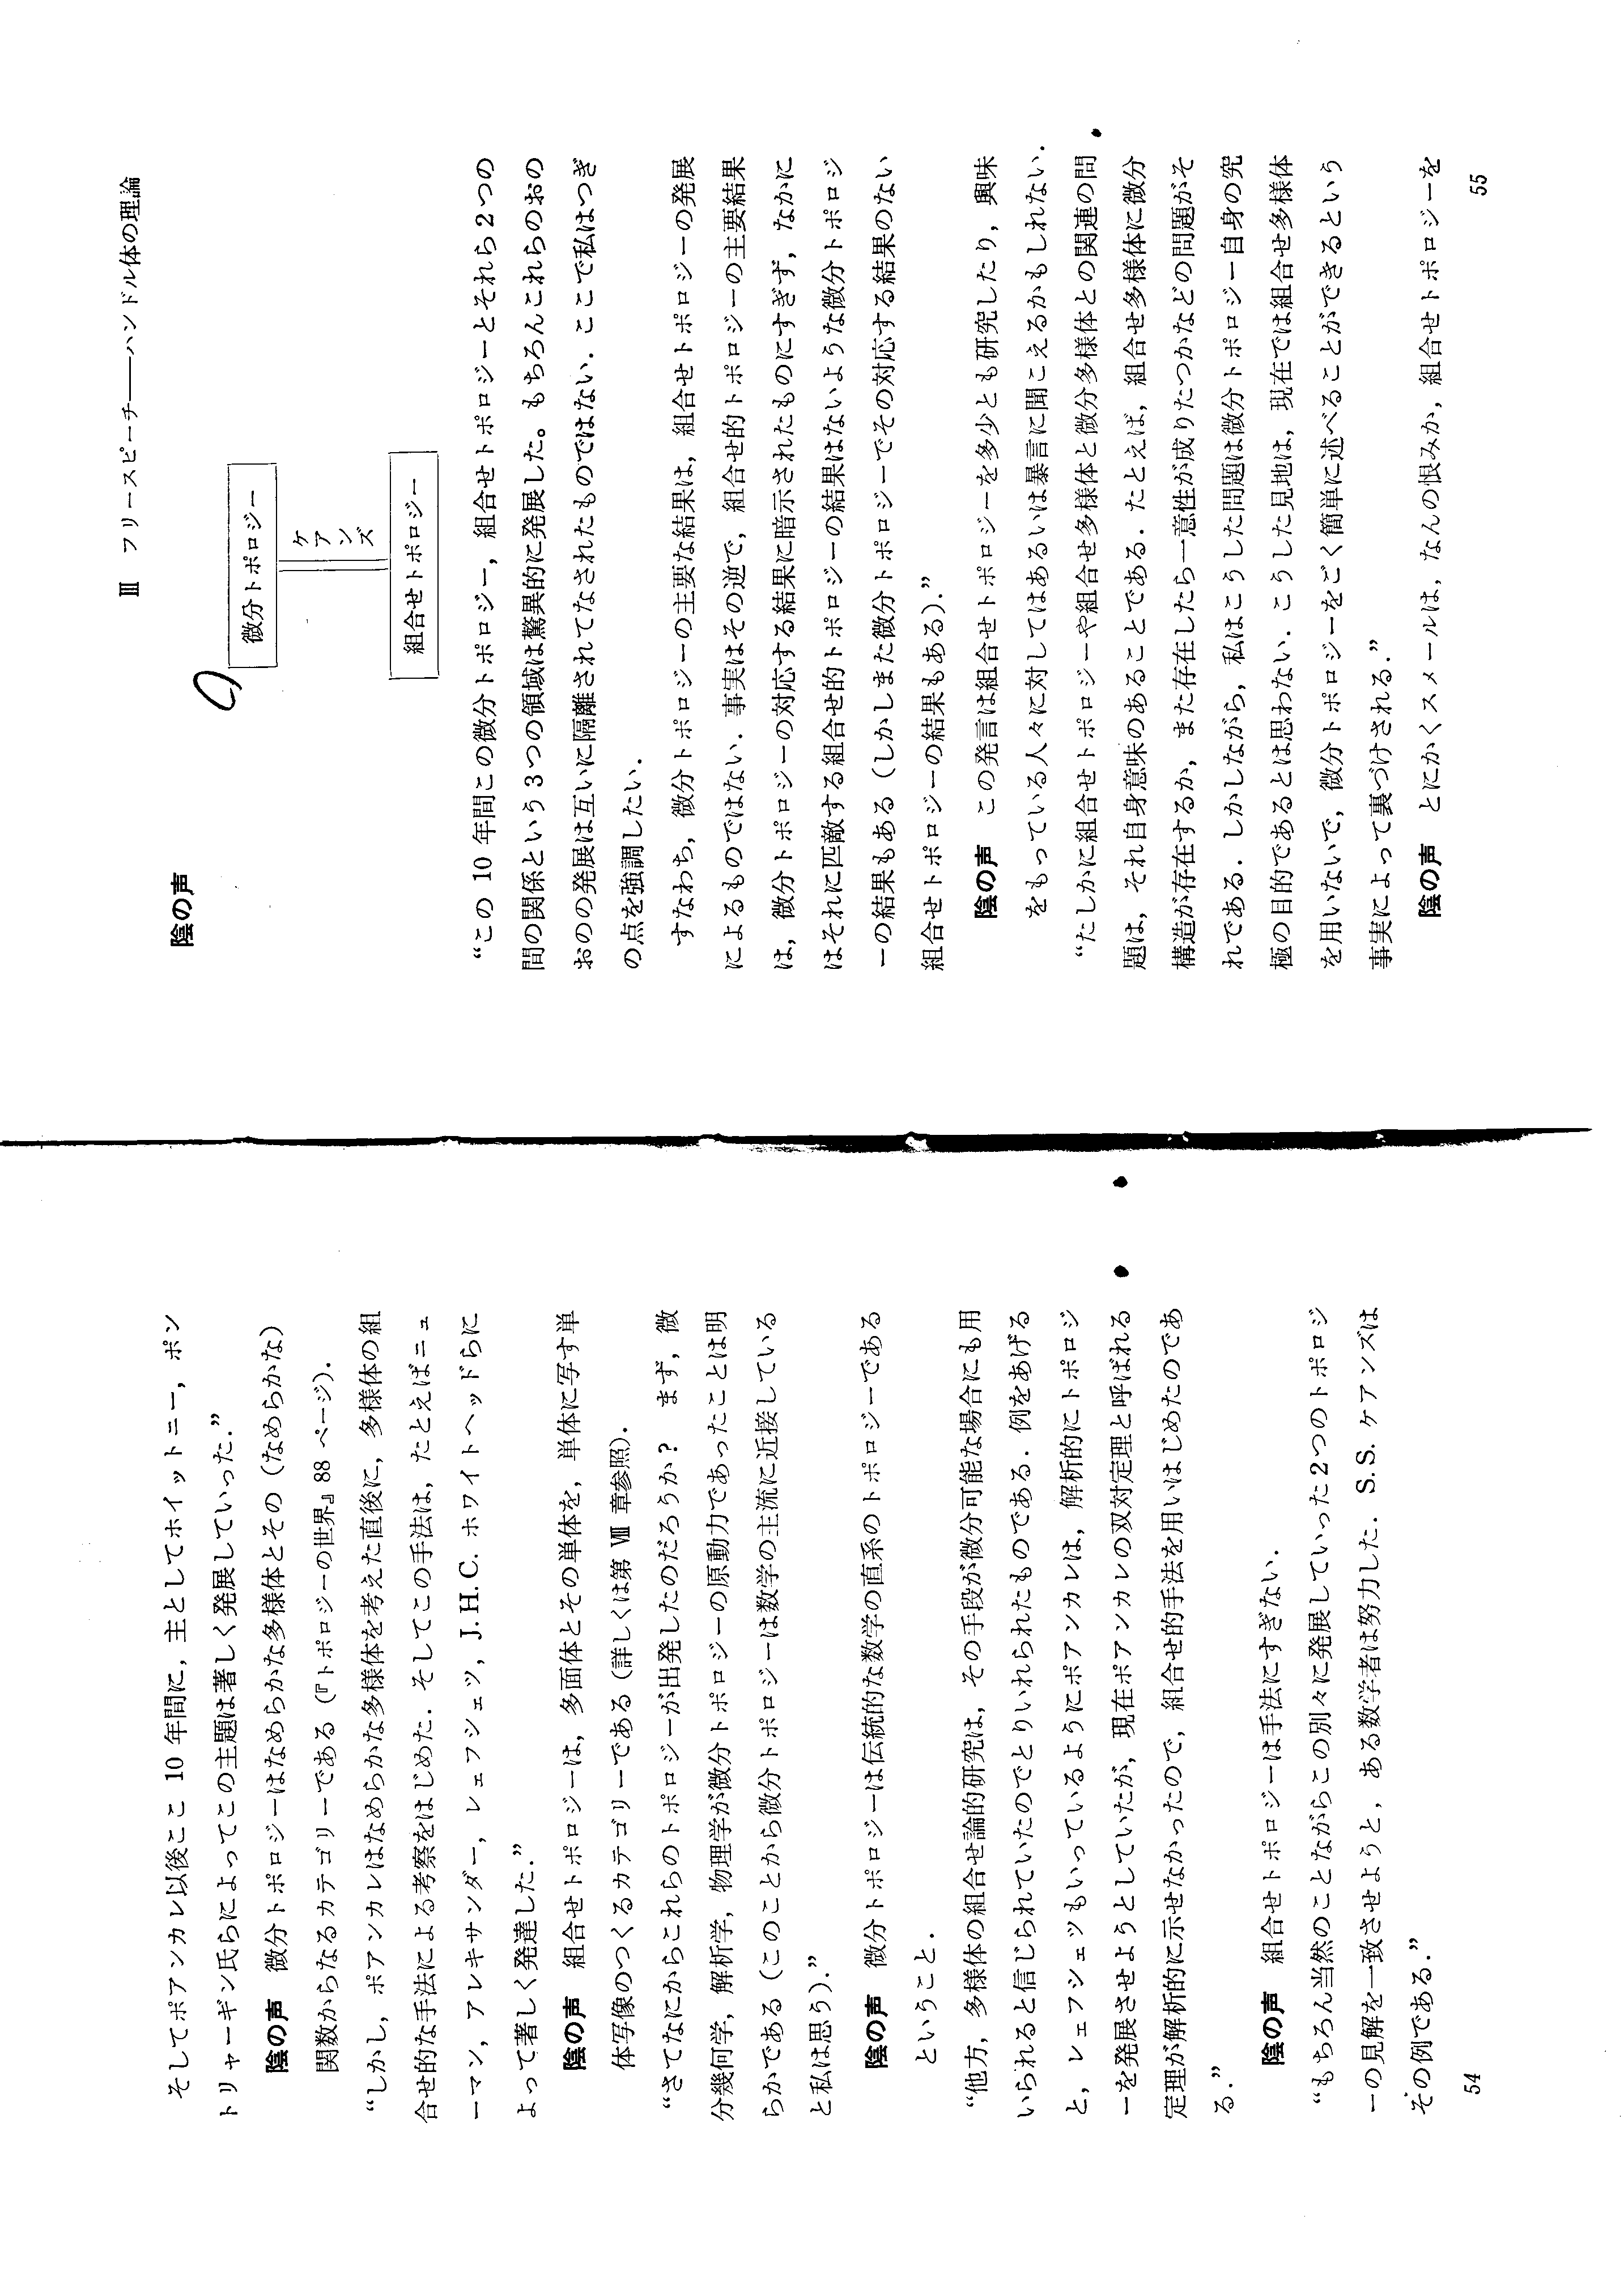 そしてポアンカレ以後ここ 10 年間に，主としてホイットニー，ポン
トリャーギン氏らによってこの主題は著しく発展していった．”
陰の声　微分トポロジーはなめらかな多様体とその（なめらかな）
関数からなるカテゴリーである（『トポロジーの世界』88 ページ）．
“しかし，ポアンカレはなめらかな多様体を考えた直後に，多様体の組
合せ的な手法による考察をはじめた．そしてこの手法は，たとえばニュ
ーマン，アレキサンダー，レェフシェッツ，J. H. C. ホワイトヘッドらに
よって著しく発達した．”
陰の声　組合せトポロジーは，多面体とその単体を，単体に写す単
体写像のつくるカテゴリーである（詳しくは第 Ⅷ 章参照）．
“さてなにからこれらのトポロジーが出発したのだろうか？　まず，微
分幾何学，解析学，物理学が微分トポロジーの原動力であったことは明
らかである（このことから微分トポロジーは数学の主流に近接している
と私は思う）．”
陰の声　微分トポロジーは伝統的な数学の直系のトポロジーである
ということ．
“他方，多様体の組合せ論的研究は，その手段が微分可能な場合にも用
いられると信じられていたのでとりいれられたものである．例をあげる
と，レェフシェッツもいっているようにポアンカレは，解析的にトポロジ
ーを発展させようとしていたが，現在ポアンカレの双対定理と呼ばれる
定理が解析的に示せなかったので，組合せ的手法を用いはじめたのであ
る．”
陰の声　組合せトポロジーは手法にすぎない．
“もちろん当然のことながらこの別々に発展していった2つのトポロジ
ーの見解を一致させようと，ある数学者は努力した．S. S. ケアンズは
その例である．”
54
Ⅲ　フリースピーチ——ハンドル体の理論
陰の声
微分トポロジー
ケアンズ
組合せトポロジー
“この 10 年間この微分トポロジー，組合せトポロジーとそれら2つの
間の関係という3つの領域は驚異的に発展した。もちろんこれらのおの
おのの発展は互いに隔離されてなされたものではない．ここで私はつぎ
の点を強調したい．
すなわち，微分トポロジーの主要な結果は，組合せトポロジーの発展
によるものではない．事実はその逆で，組合せ的トポロジーの主要結果
は，微分トポロジーの対応する結果に暗示されたものにすぎず，なかに
はそれに匹敵する組合せ的トポロジーの結果はないような微分トポロジ
ーの結果もある（しかしまた微分トポロジーでその対応する結果のない
組合せトポロジーの結果もある）．”
陰の声　この発言は組合せトポロジーを多少とも研究したり，興味
をもっている人々に対してはあるいは暴言に聞こえるかもしれない．
“たしかに組合せトポロジーや組合せ多様体と微分多様体との関連の問
題は，それ自身意味のあることである．たとえば，組合せ多様体に微分
構造が存在するか，また存在したら一意性が成りたつかなどの問題がそ
れである．しかしながら，私はこうした問題は微分トポロジー自身の究
極の目的であるとは思わない．こうした見地は，現在では組合せ多様体
を用いないで，微分トポロジーをごく簡単に述べることができるという
事実によって裏づけされる．”
陰の声　とにかくスメールは，なんの恨みか，組合せトポロジーを
55